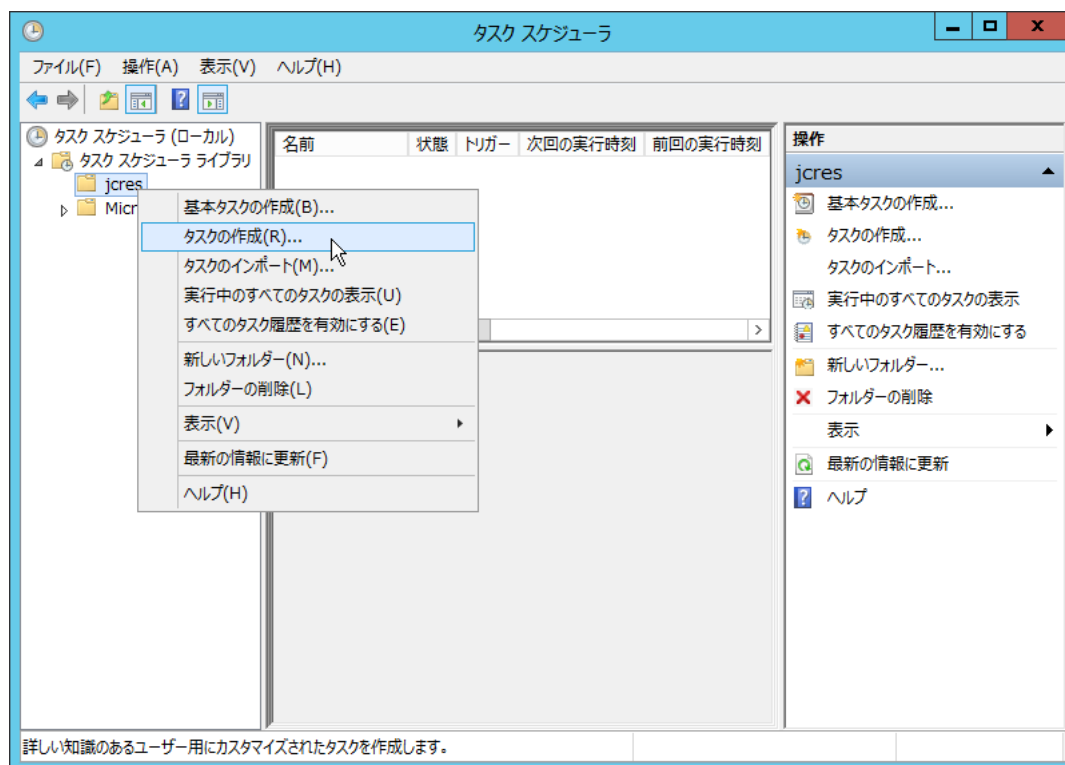 タスク スケジューラ
ファイル(F) 操作(A) 表示(V) ヘルプ(H)
タスク スケジューラ (ローカル)
タスク スケジューラ ライブラリ
jcres
Micr
名前 状態 トリガー 次回の実行時刻 前回の実行時刻
基本タスクの作成(B)...
タスクの作成(R)...
タスクのインポート(M)...
実行中のすべてのタスクの表示(U)
すべてのタスク履歴を有効にする(E)
新しいフォルダー(N)...
フォルダーの削除(L)
表示(V)
最新の情報に更新(F)
ヘルプ(H)
操作
jcres
基本タスクの作成...
タスクの作成...
タスクのインポート...
実行中のすべてのタスクの表示
すべてのタスク履歴を有効にする
新しいフォルダー...
フォルダーの削除
表示
最新の情報に更新
ヘルプ
詳しい知識のあるユーザー用にカスタマイズされたタスクを作成します。